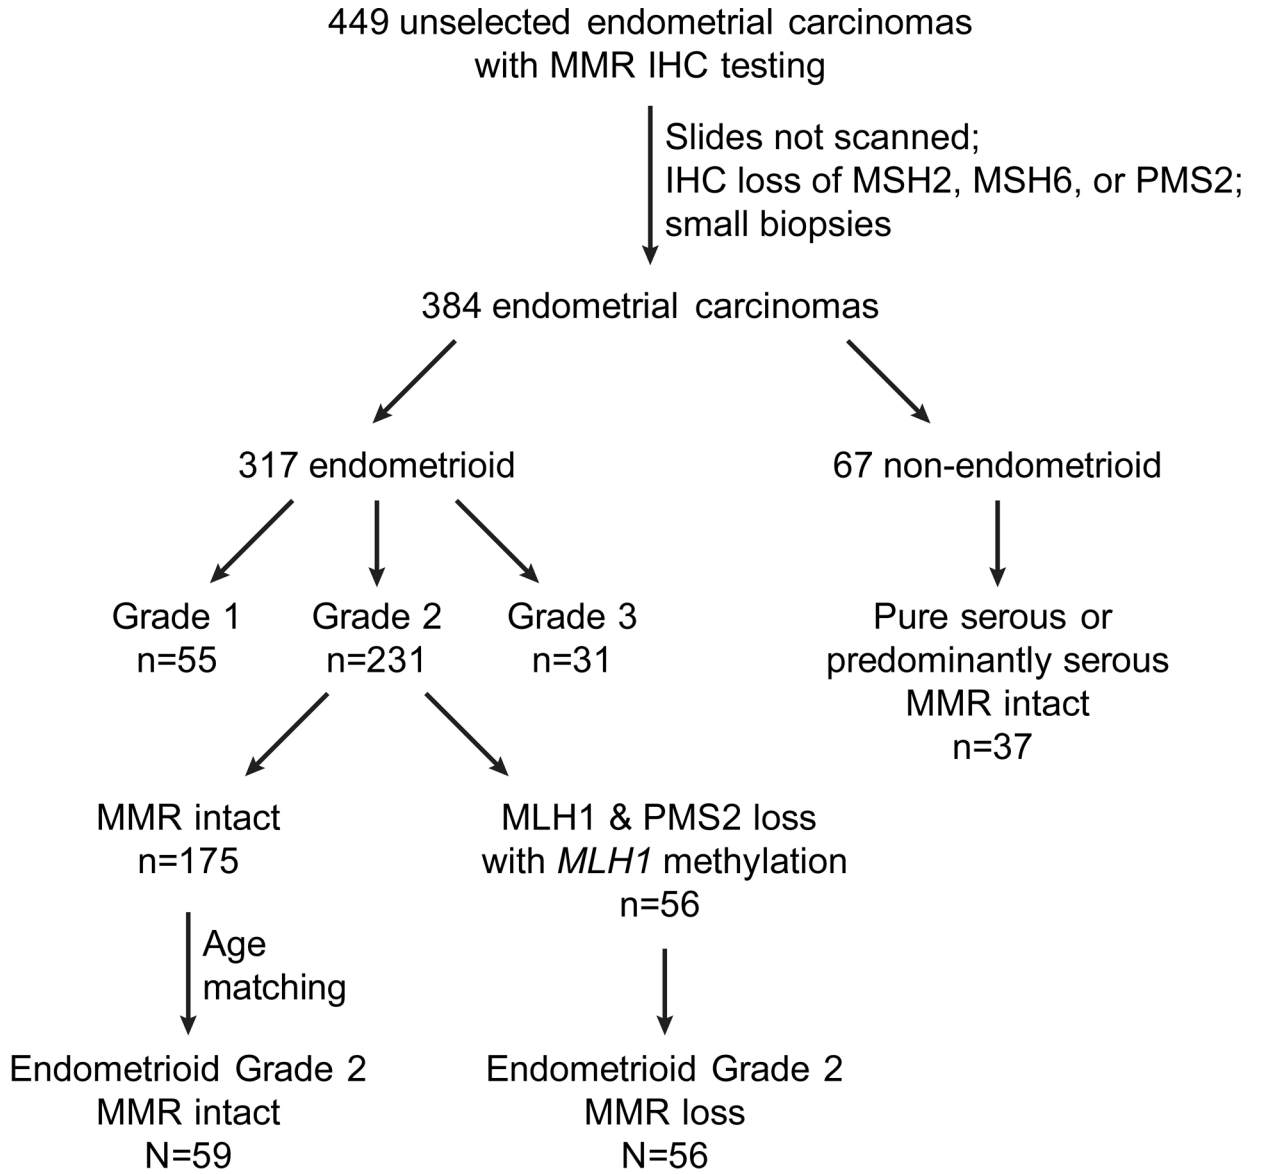 449 unselected endometrial carcinomas
with MMR IHC testing
Slides not scanned;
IHC loss of MSH2, MSH6, or PMS2;
small biopsies
384 endometrial carcinomas
317 endometrioid
67 non-endometrioid
Grade 1
n=55
Grade 2
n=231
Grade 3
n=31
Pure serous or
predominantly serous
MMR intact
n=37
MMR intact
n=175
MLH1 & PMS2 loss
with MLH1 methylation
n=56
Age
matching
Endometrioid Grade 2
MMR intact
N=59
Endometrioid Grade 2
MMR loss
N=56